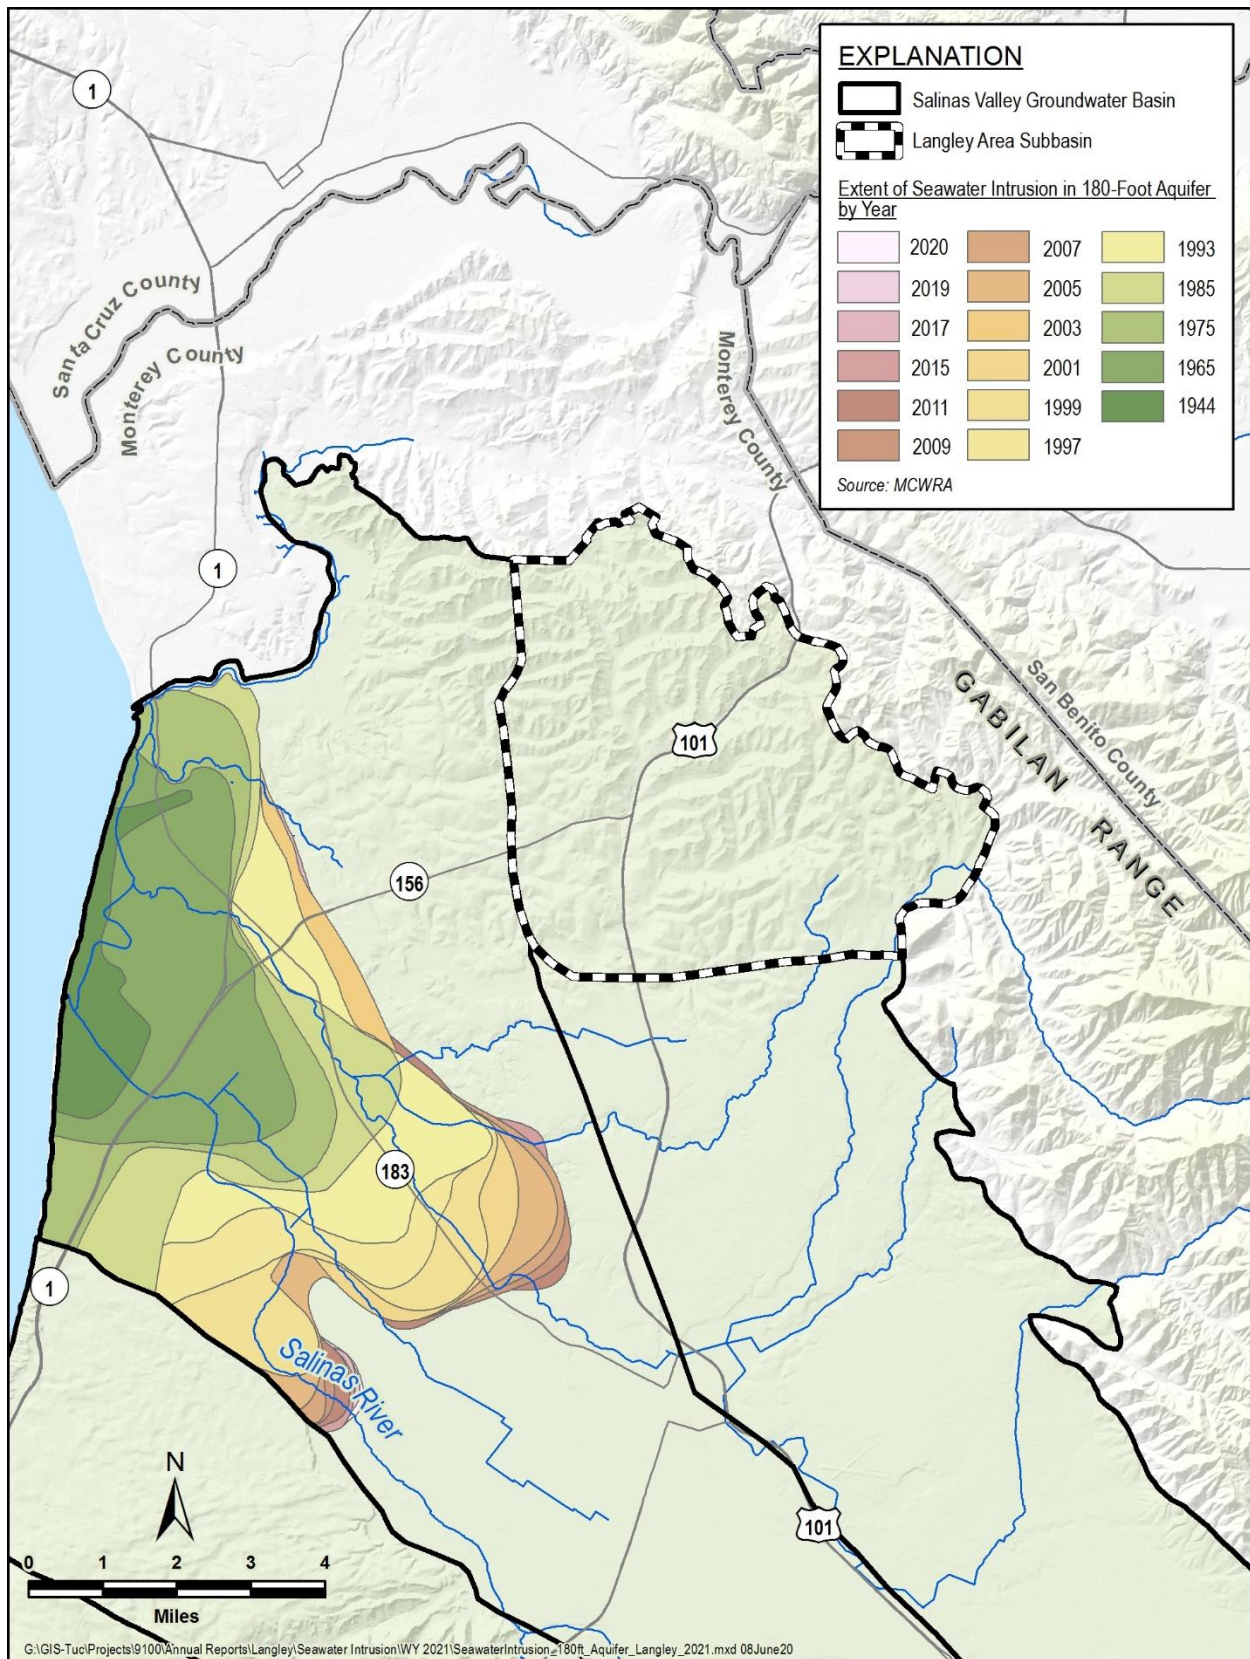 EXPLANATION
Salinas Valley Groundwater Basin
Langley Area Subbasin
Extent of Seawater Intrusion in 180-Foot Aquifer
by Year
2020
2019
2017
2015
2011
2009
2007
2005
2003
2001
1999
1997
1993
1985
1975
1965
1944
Source: MCWRA
1
Santa Cruz County
Monterey County
Monterey County
San Benito County
GABILAN RANGE
1
101
156
183
1
Salinas River
101
N
0 1 2 3 4
Miles
G:\GIS-Tuc\Projects\9100\Annual Reports\Langley\Seawater Intrusion\WY 2021\SeawaterIntrusion_180ft_Aquifer_Langley_2021.mxd 08June20